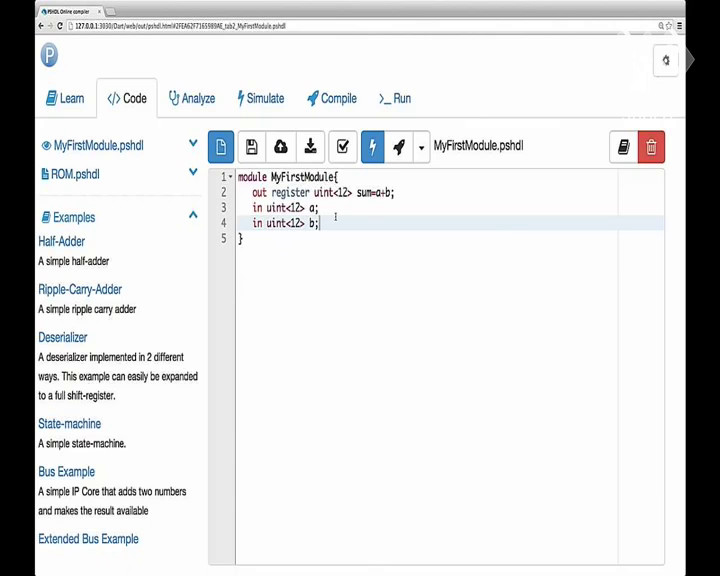 PSHDL Online compiler
127.0.0.1:3030/Dart/web/out/pshdl.html#2FEA62F7165989AE_tab2_MyFirstModule.pshdl
P
Learn
</> Code
Analyze
Simulate
Compile
>_ Run
MyFirstModule.pshdl
ROM.pshdl
Examples
Half-Adder
A simple half-adder
Ripple-Carry-Adder
A simple ripple carry adder
Deserializer
A deserializer implemented in 2 different
ways. This example can easily be expanded
to a full shift-register.
State-machine
A simple state-machine.
Bus Example
A simple IP Core that adds two numbers
and makes the result available
Extended Bus Example
MyFirstModule.pshdl
1 module MyFirstModule{
2 out register uint<12> sum=a+b;
3 in uint<12> a;
4 in uint<12> b;
5 }